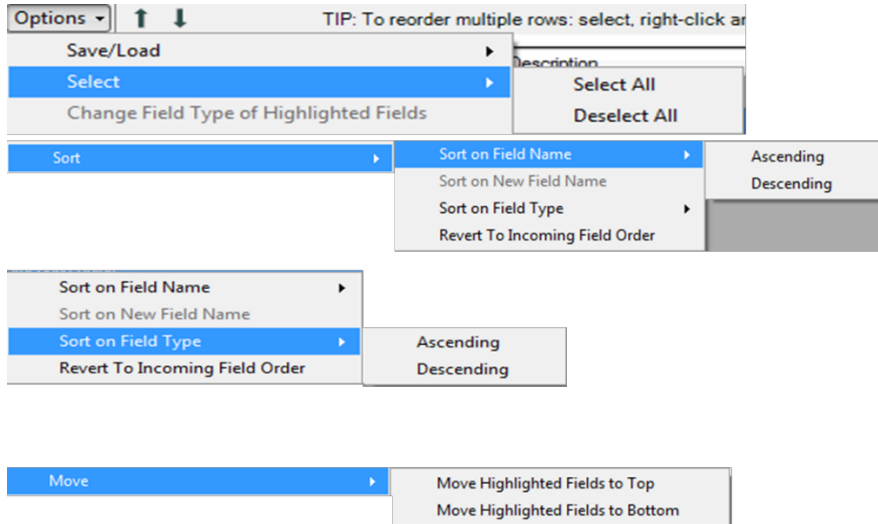 Options TIP: To reorder multiple rows: select, right-click ar
Save/Load
Description
Select
Select All
Change Field Type of Highlighted Fields
Deselect All
Sort
Sort on Field Name
Ascending
Sort on New Field Name
Descending
Sort on Field Type
Revert To Incoming Field Order
Sort on Field Name
Sort on New Field Name
Sort on Field Type
Ascending
Revert To Incoming Field Order
Descending
Move
Move Highlighted Fields to Top
Move Highlighted Fields to Bottom